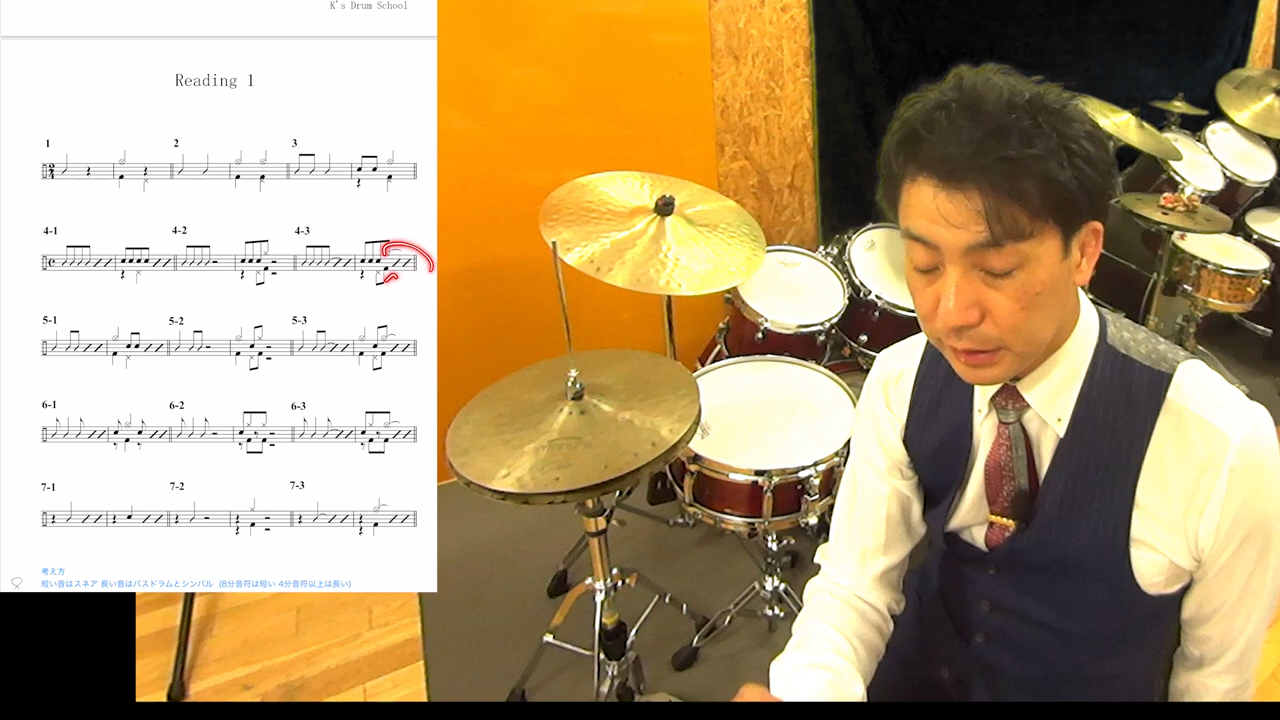 K's Drum School
Reading 1
1 2 3
4-1 4-2 4-3
5-1 5-2 5-3
6-1 6-2 6-3
7-1 7-2 7-3
考え方
短い音はスネア 長い音はバスドラムとシンバル (8分音符は短い 4分音符以上は長い)